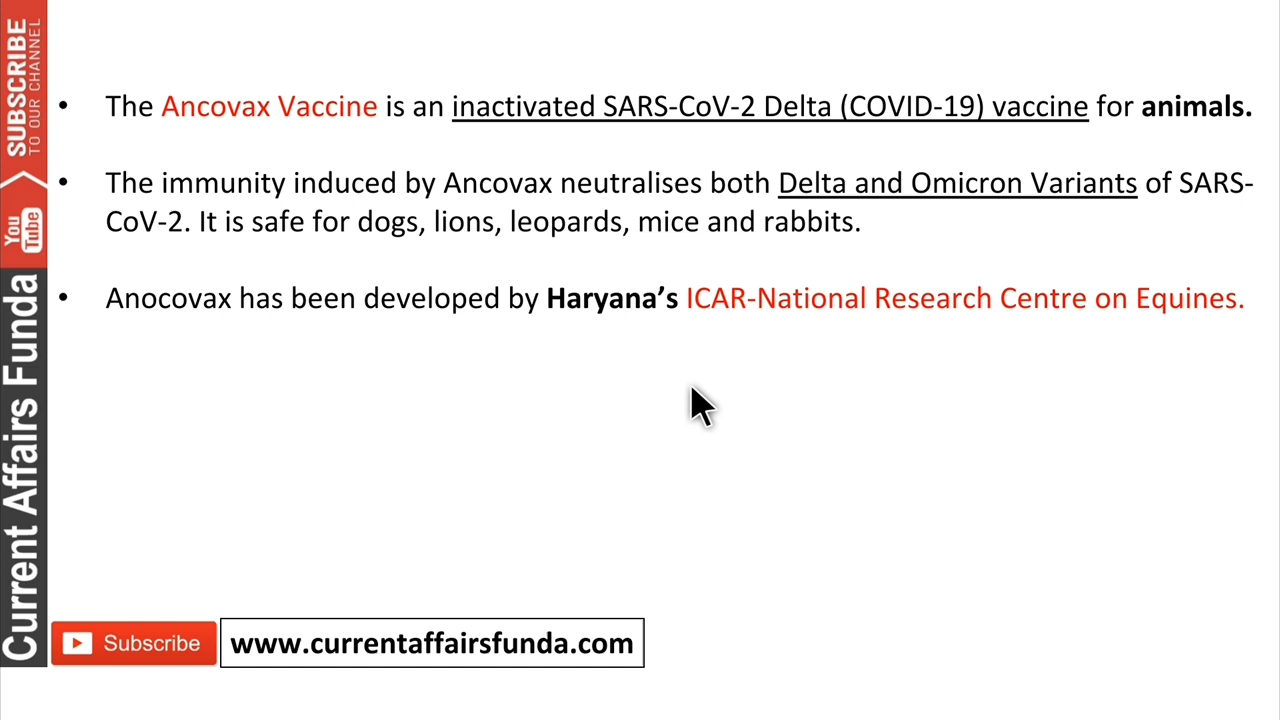 SUBSCRIBE
TO OUR CHANNEL
You
Tube
Current Affairs Funda
• The Ancovax Vaccine is an inactivated SARS-CoV-2 Delta (COVID-19) vaccine for animals.
• The immunity induced by Ancovax neutralises both Delta and Omicron Variants of SARS-
CoV-2. It is safe for dogs, lions, leopards, mice and rabbits.
• Anocovax has been developed by Haryana’s ICAR-National Research Centre on Equines.
Subscribe
www.currentaffairsfunda.com